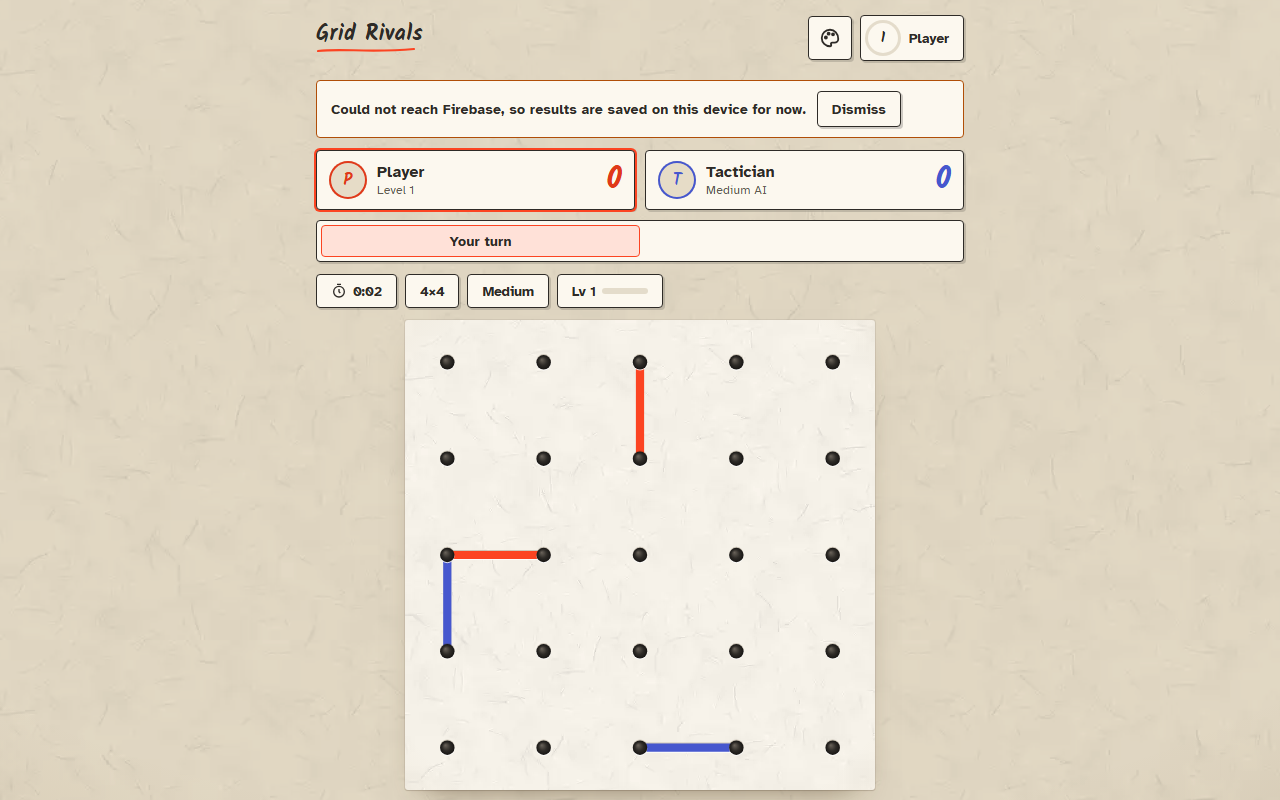 Grid Rivals
I Player
Could not reach Firebase, so results are saved on this device for now. Dismiss
P Player 0
Level 1
T Tactician 0
Medium AI
Your turn
0:02 4×4 Medium Lv 1